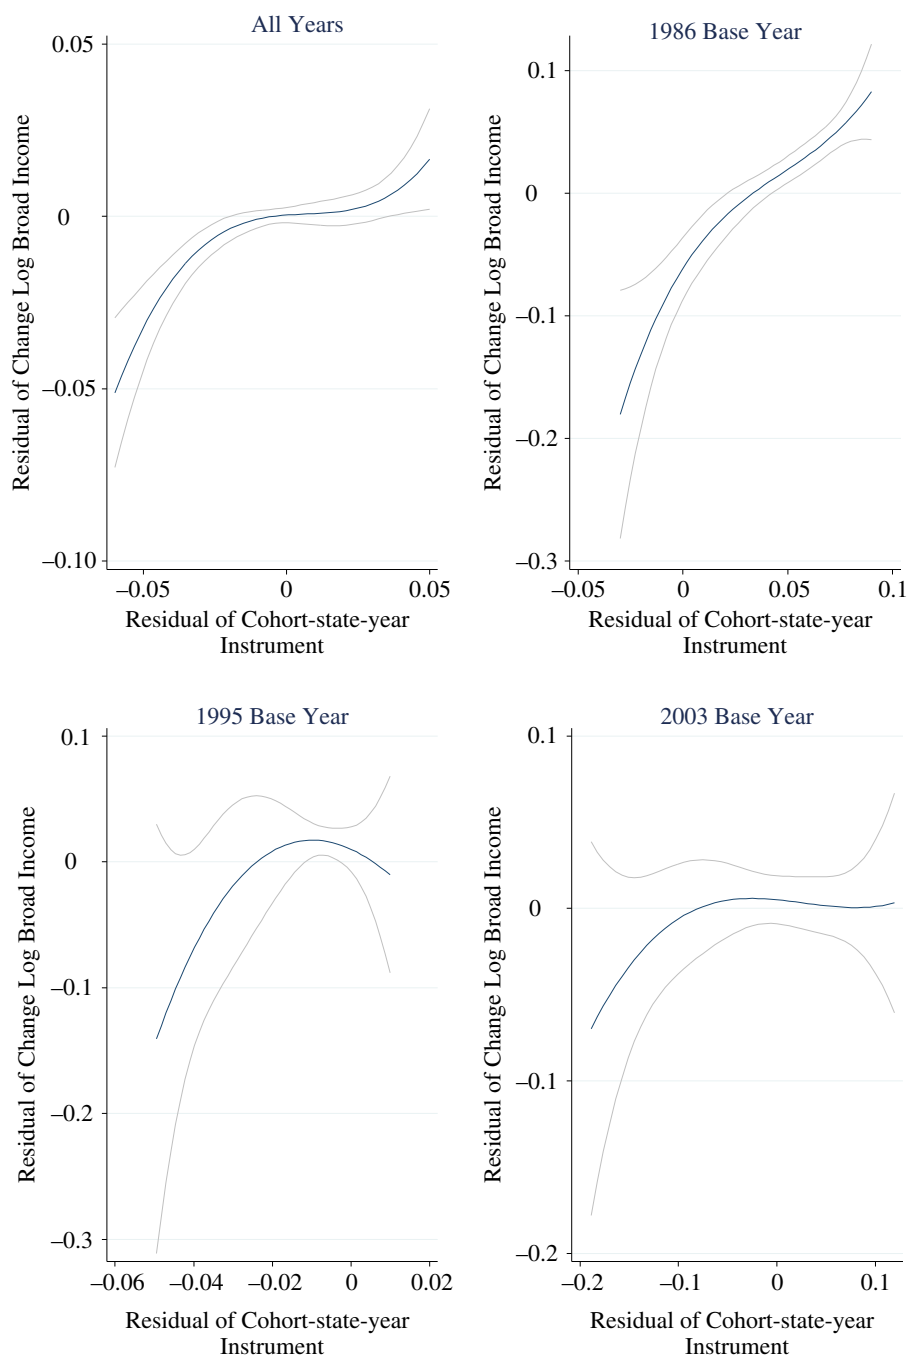 All Years
0.05
0
–0.05
–0.10
Residual of Change Log Broad Income
–0.05
0
0.05
Residual of Cohort-state-year
Instrument
1986 Base Year
0.1
0
–0.1
–0.2
–0.3
Residual of Change Log Broad Income
–0.05
0
0.05
0.1
Residual of Cohort-state-year
Instrument
1995 Base Year
0.1
0
–0.1
–0.2
–0.3
Residual of Change Log Broad Income
–0.06
–0.04
–0.02
0
0.02
Residual of Cohort-state-year
Instrument
2003 Base Year
0.1
0
–0.1
–0.2
Residual of Change Log Broad Income
–0.2
–0.1
0
0.1
Residual of Cohort-state-year
Instrument